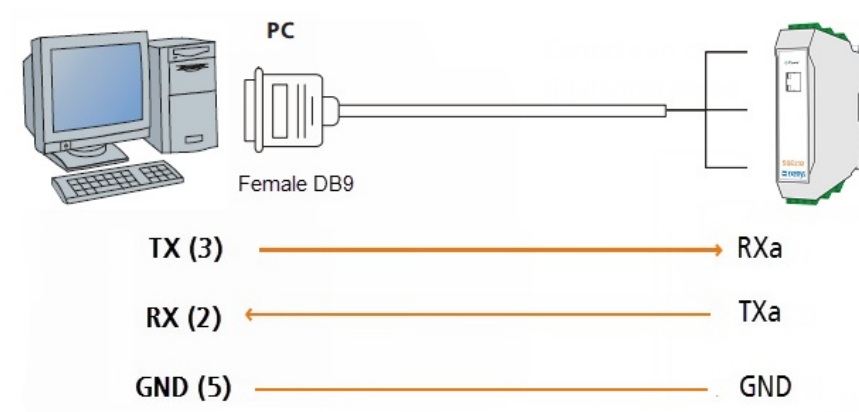 PC
Female DB9
TX (3)
RXa
RX (2)
TXa
GND (5)
GND